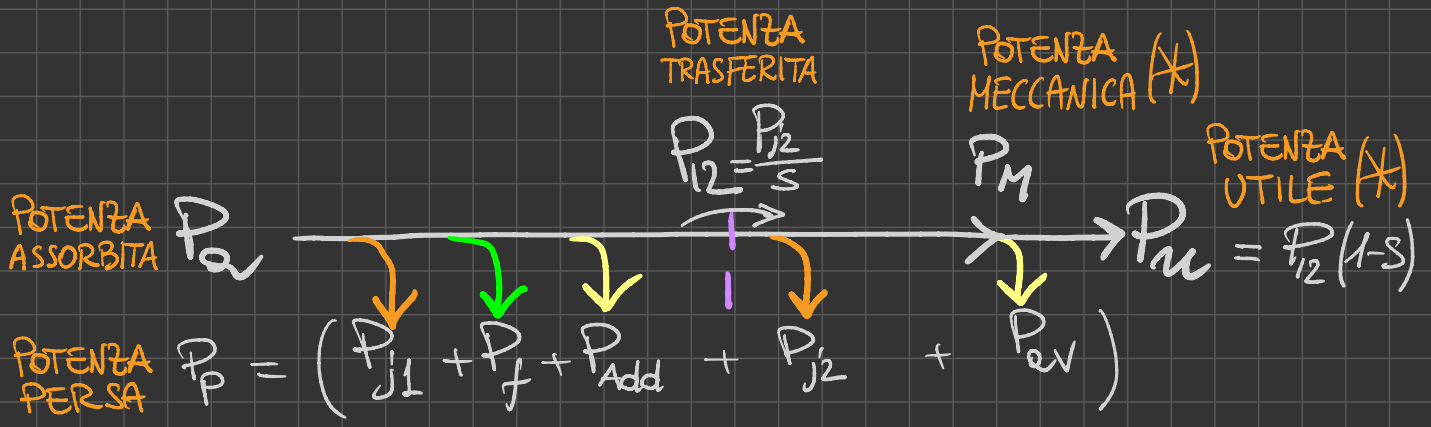 POTENZA
TRASFERITA
POTENZA
MECCANICA (*)
P12 = Pj2/s
PM
POTENZA
UTILE (*)
POTENZA
ASSORBITA
Pa
Pu = P12 (1-S)
POTENZA
PERSA
Pp = (Pj1 + Pf + PAdd + Pj2 + Pav)